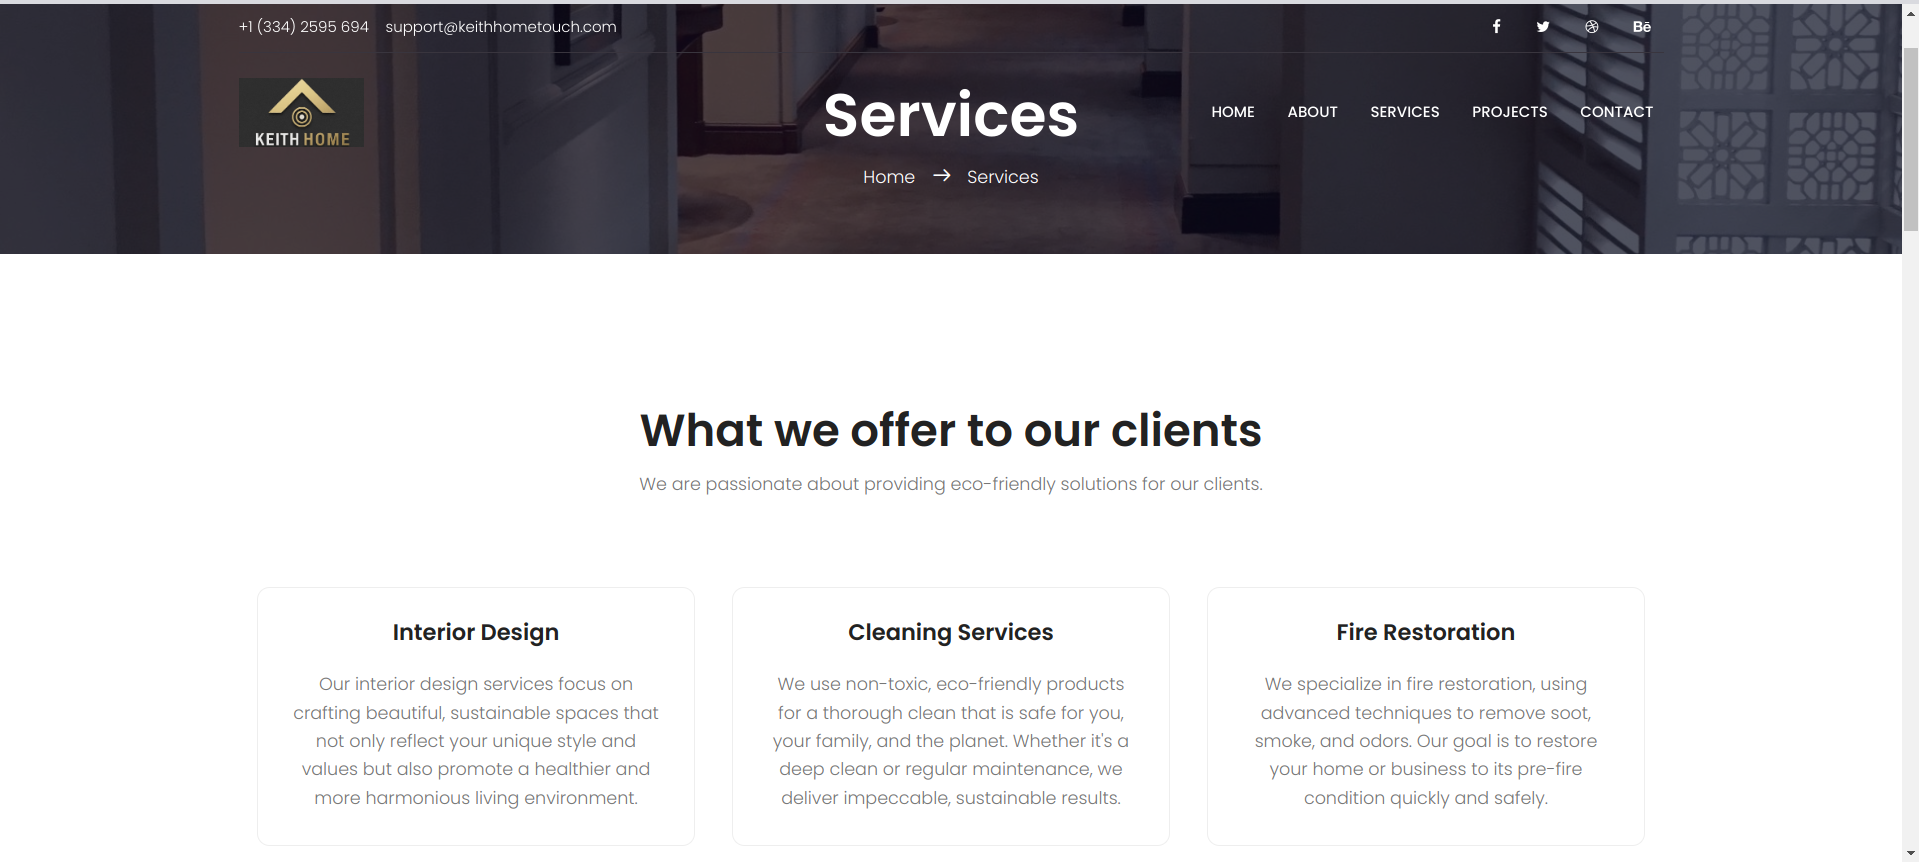 +1 (334) 2595 694 support@keithhometouch.com
KEITH HOME
Services
HOME ABOUT SERVICES PROJECTS CONTACT
Home → Services
What we offer to our clients
We are passionate about providing eco-friendly solutions for our clients.
Interior Design
Our interior design services focus on
crafting beautiful, sustainable spaces that
not only reflect your unique style and
values but also promote a healthier and
more harmonious living environment.
Cleaning Services
We use non-toxic, eco-friendly products
for a thorough clean that is safe for you,
your family, and the planet. Whether it's a
deep clean or regular maintenance, we
deliver impeccable, sustainable results.
Fire Restoration
We specialize in fire restoration, using
advanced techniques to remove soot,
smoke, and odors. Our goal is to restore
your home or business to its pre-fire
condition quickly and safely.